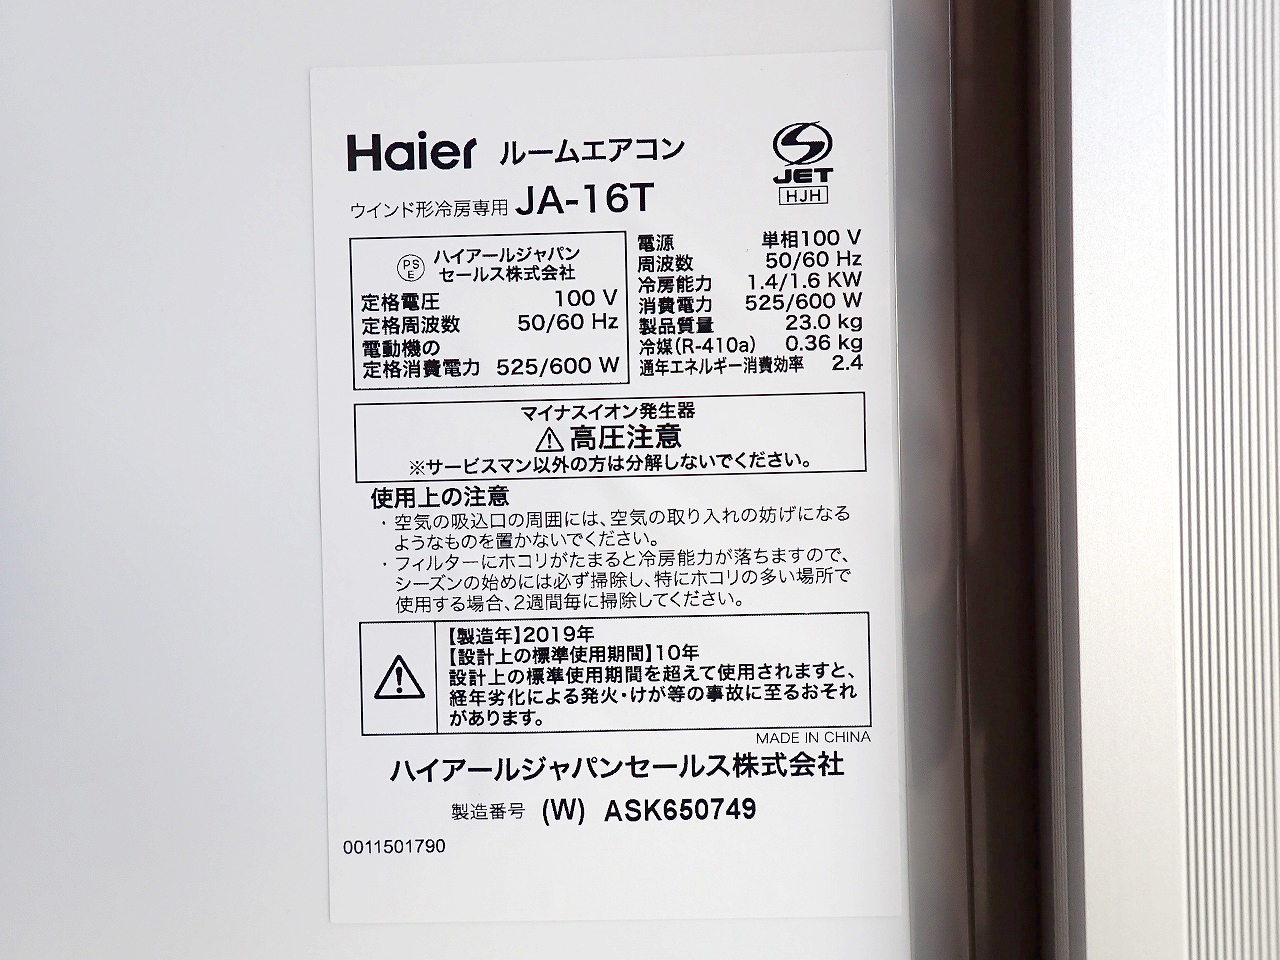 Haier ルームエアコン
JET
HJH
ウインド形冷房専用 JA-16T
PS
E
ハイアールジャパン
セールス株式会社
定格電圧 100 V
定格周波数 50/60 Hz
電動機の
定格消費電力 525/600 W
電源 単相100 V
周波数 50/60 Hz
冷房能力 1.4/1.6 KW
消費電力 525/600 W
製品質量 23.0 kg
冷媒(R-410a) 0.36 kg
通年エネルギー消費効率 2.4
マイナスイオン発生器
高圧注意
※サービスマン以外の方は分解しないでください。
使用上の注意
・空気の吸込口の周囲には、空気の取り入れの妨げになる
ようなものを置かないでください。
・フィルターにホコリがたまると冷房能力が落ちますので、
シーズンの始めには必ず掃除し、特にホコリの多い場所で
使用する場合、2週間毎に掃除してください。
【製造年】2019年
【設計上の標準使用期間】10年
設計上の標準使用期間を超えて使用されますと、
経年劣化による発火・けが等の事故に至るおそれ
があります。
MADE IN CHINA
ハイアールジャパンセールス株式会社
製造番号 (W) ASK650749
0011501790